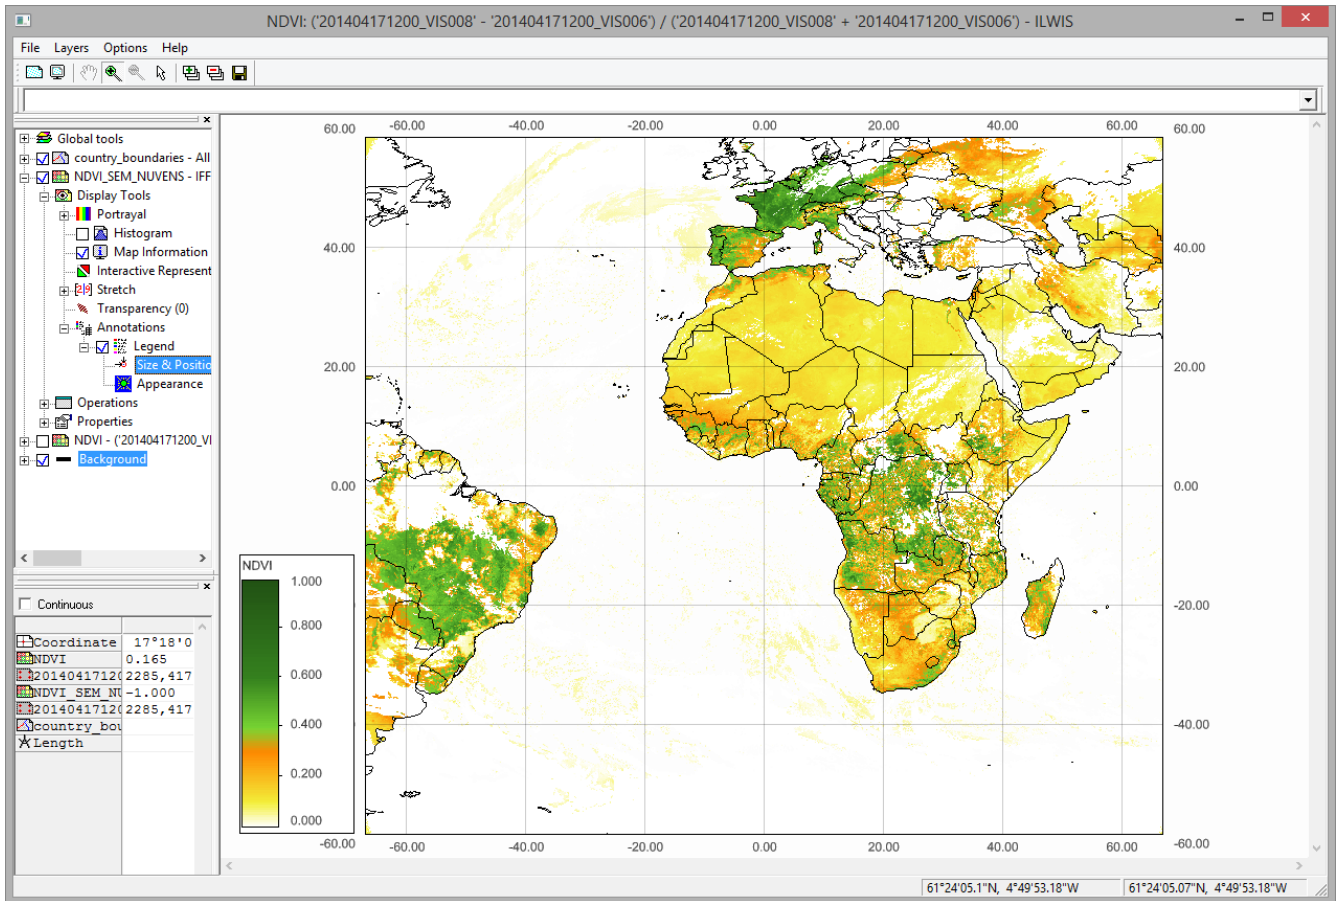 NDVI: ('201404171200_VIS008' - '201404171200_VIS006') / ('201404171200_VIS008' + '201404171200_VIS006') - ILWIS
File Layers Options Help
Global tools
country_boundaries - All
NDVI_SEM_NUVENS - IFF
Display Tools
Portrayal
Histogram
Map Information
Interactive Represent
Stretch
Transparency (0)
Annotations
Legend
Size & Positio
Appearance
Operations
Properties
NDVI - ('201404171200_VI
Background
Continuous
Coordinate 17°18'0
NDVI 0.165
20140417120 2285,417
NDVI_SEM_NU -1.000
20140417120 2285,417
country_bou
Length
60.00 -60.00 -40.00 -20.00 0.00 20.00 40.00 60.00 60.00
40.00 40.00
20.00 20.00
0.00 0.00
-20.00
-40.00
-60.00 -60.00 -40.00 -20.00 0.00 20.00 40.00 60.00 -60.00
NDVI
1.000
0.800
0.600
0.400
0.200
0.000
61°24'05.1"N, 4°49'53.18"W 61°24'05.07"N, 4°49'53.18"W